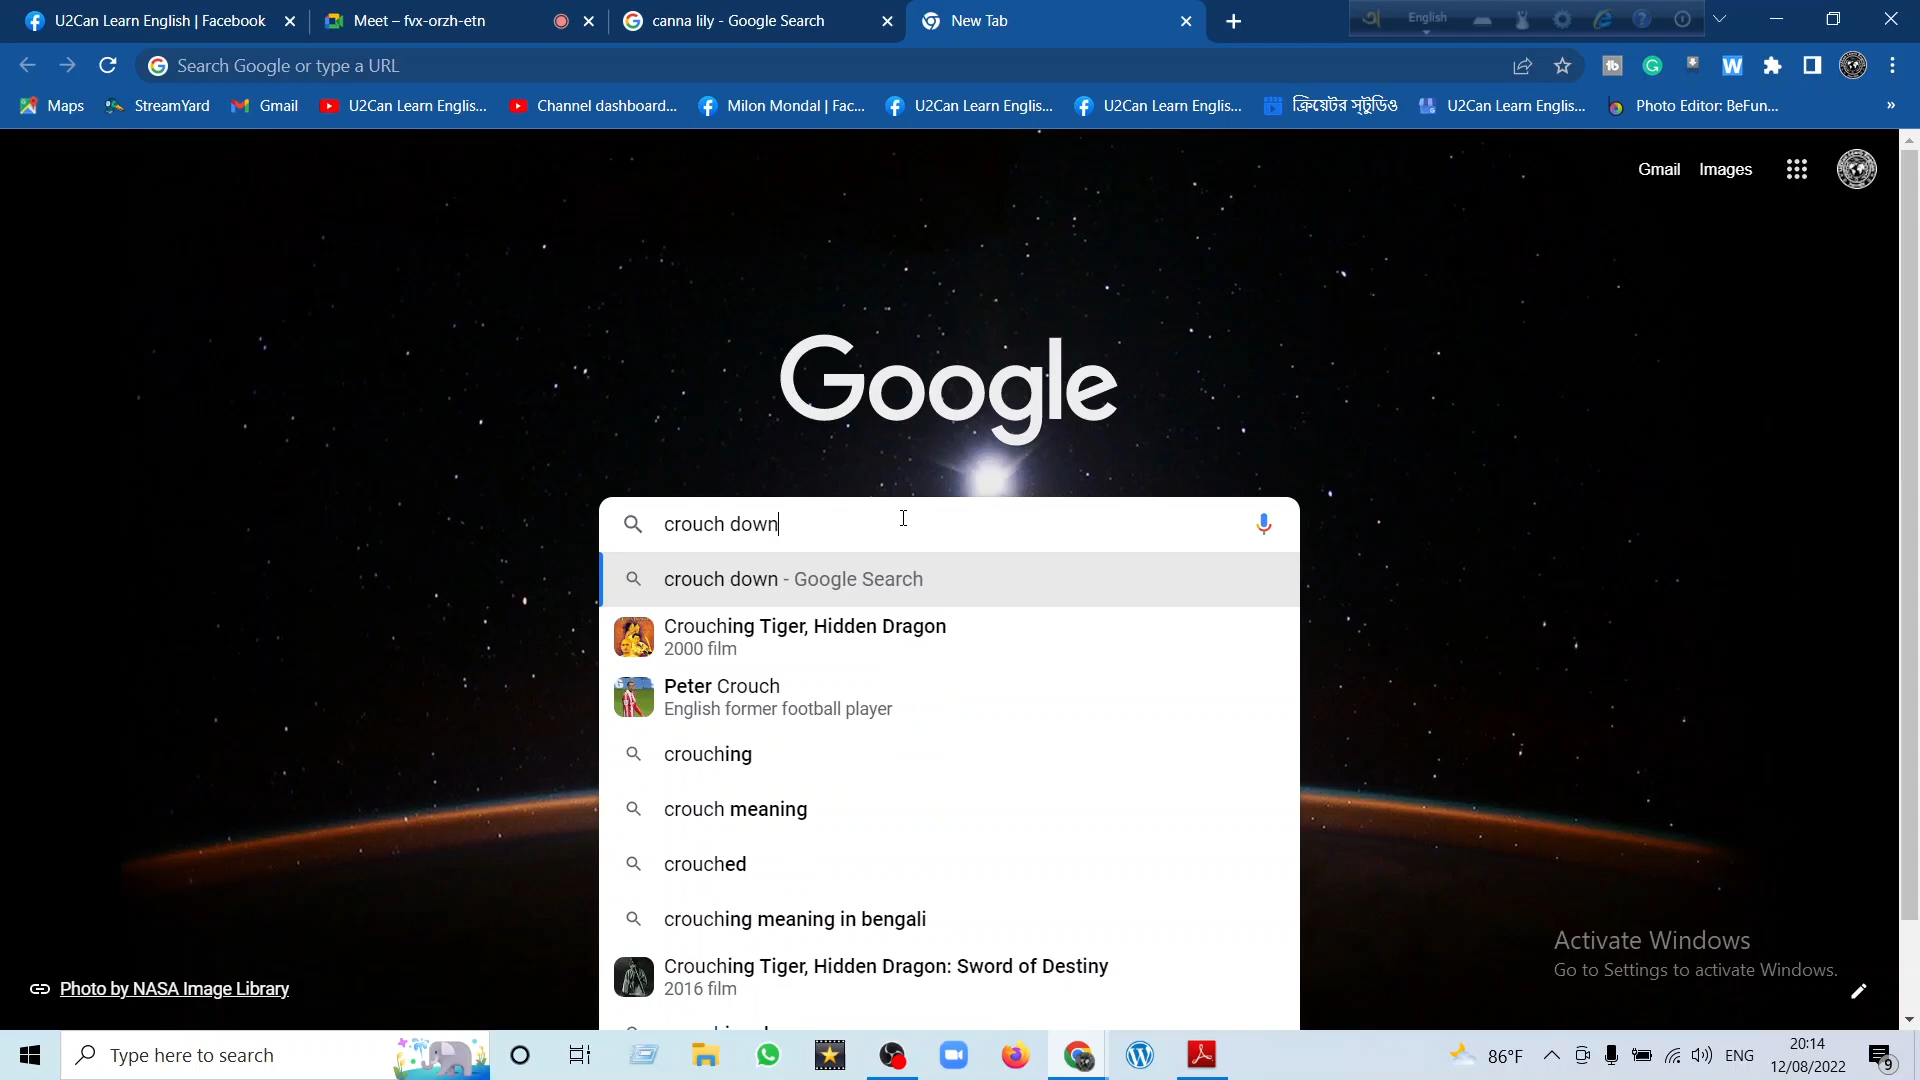 U2Can Learn English | Facebook
Meet – fvx-orzh-etn
canna lily - Google Search
New Tab
English
Search Google or type a URL
Maps
StreamYard
Gmail
U2Can Learn Englis...
Channel dashboard...
Milon Mondal | Fac...
U2Can Learn Englis...
U2Can Learn Englis...
ক্রিয়েটর স্টুডিও
U2Can Learn Englis...
Photo Editor: BeFun...
»
Gmail
Images
Google
crouch down
crouch down - Google Search
Crouching Tiger, Hidden Dragon
2000 film
Peter Crouch
English former football player
crouching
crouch meaning
crouched
crouching meaning in bengali
Crouching Tiger, Hidden Dragon: Sword of Destiny
2016 film
Activate Windows
Go to Settings to activate Windows.
Photo by NASA Image Library
Type here to search
86°F
ENG
20:14
12/08/2022
9